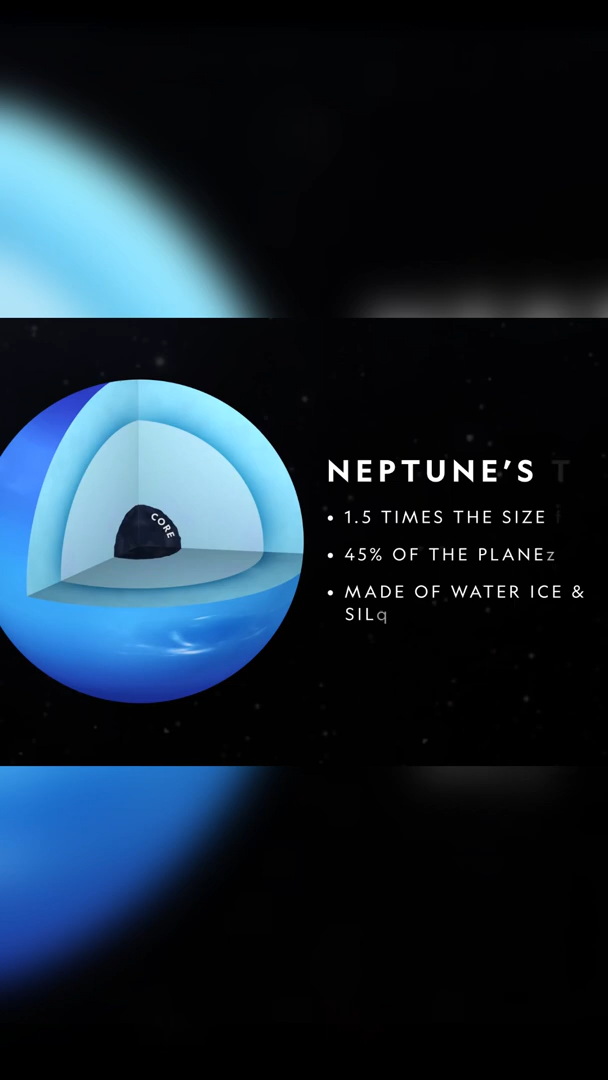 NEPTUNE'S T
• 1.5 TIMES THE SIZE i
• 45% OF THE PLANEz
• MADE OF WATER ICE &
SILq
CORE